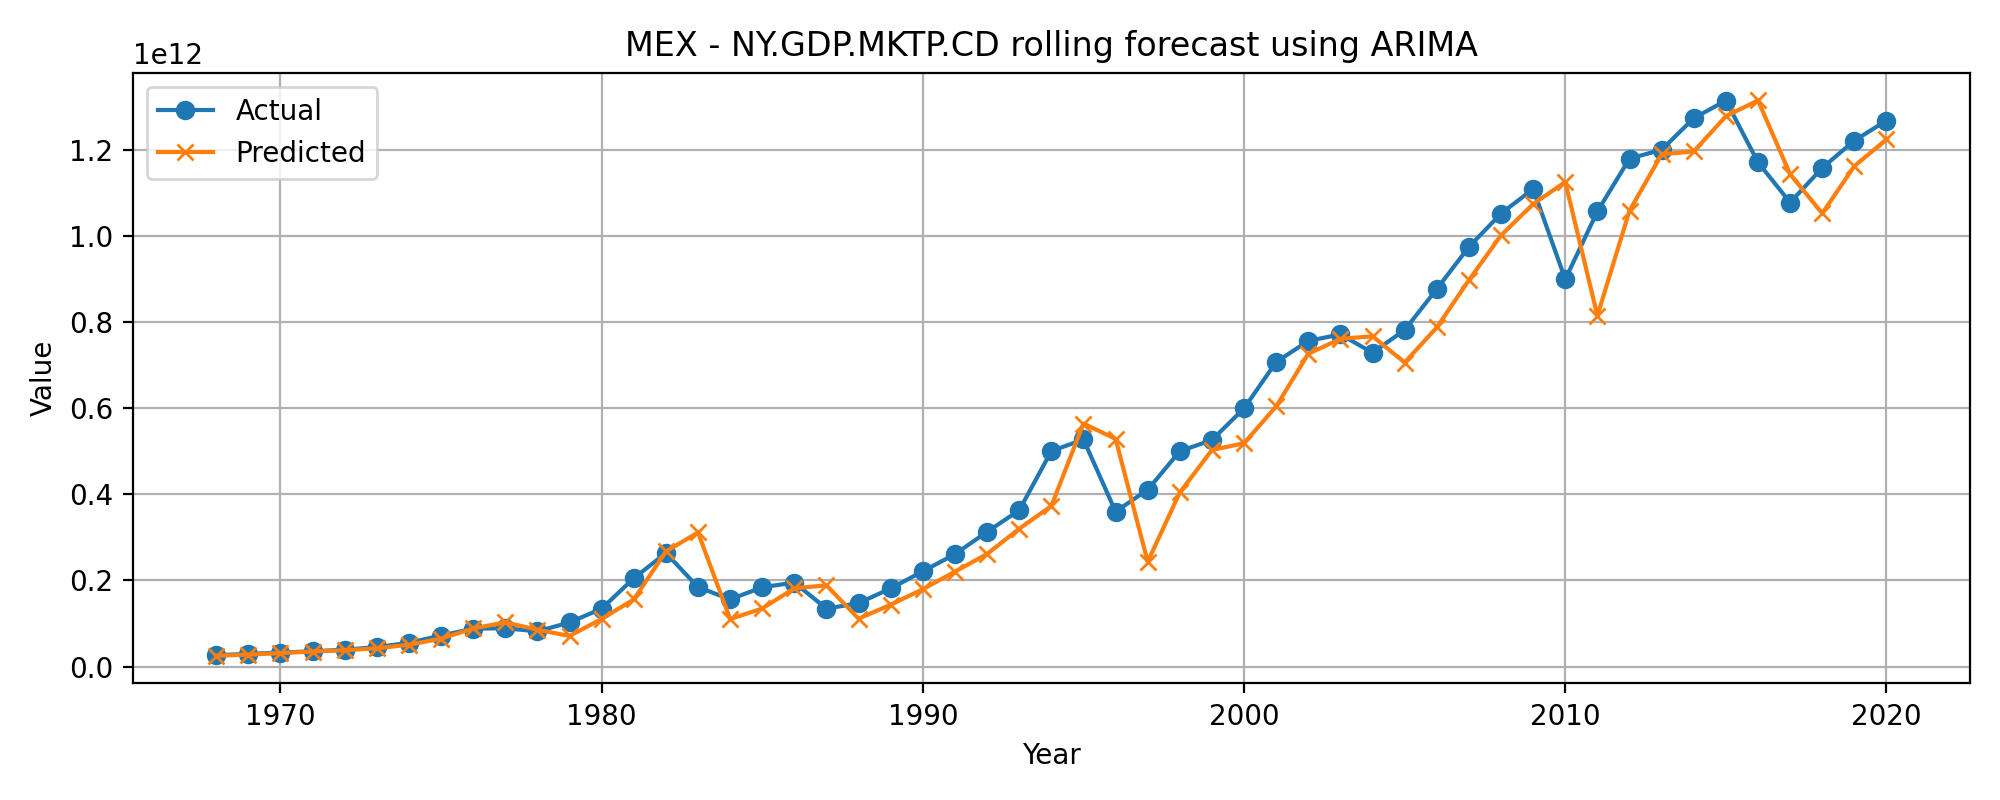 MEX - NY.GDP.MKTP.CD rolling forecast using ARIMA
1e12
Actual
Predicted
1.2
1.0
0.8
0.6
0.4
0.2
0.0
Value
1970 1980 1990 2000 2010 2020
Year